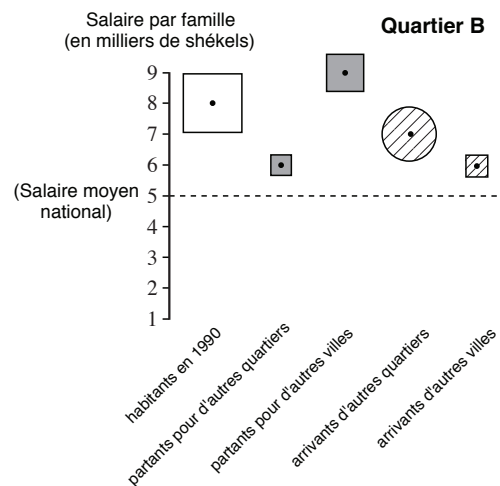 Salaire par famille
(en milliers de shékels)
Quartier B
9
8
7
6
(Salaire moyen
national)
5
4
3
2
1
habitants en 1990
partants pour d'autres quartiers
partants pour d'autres villes
arrivants d'autres quartiers
arrivants d'autres villes